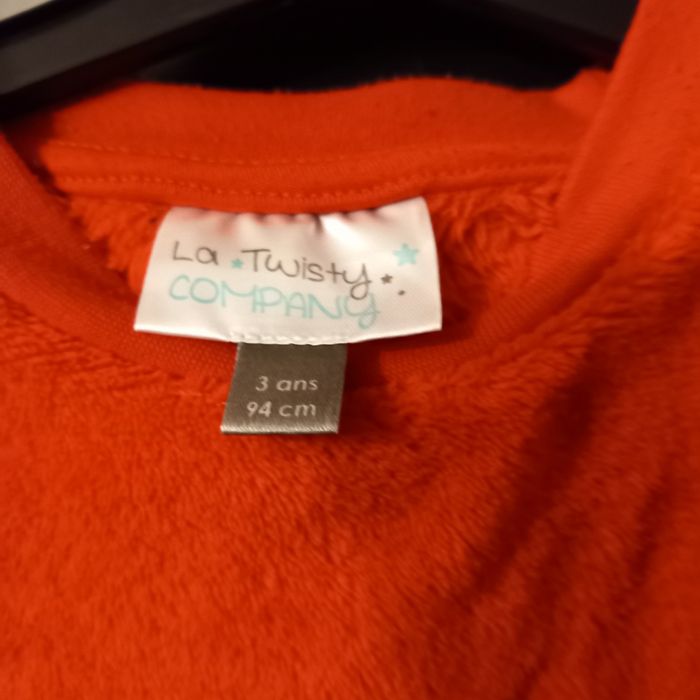 La Twisty
COMPANY
3 ans
94 cm